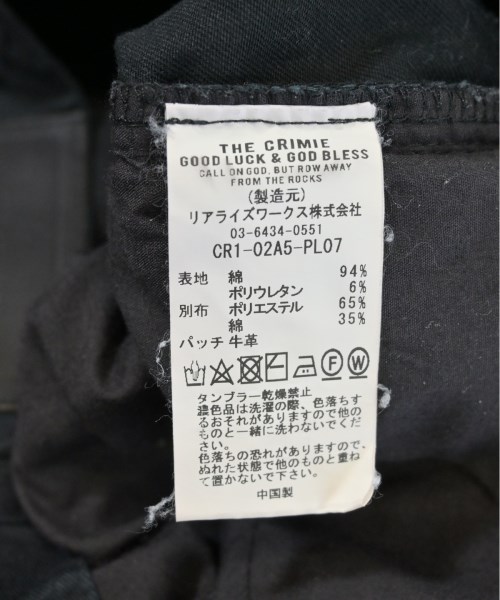 THE CRIMIE
GOOD LUCK & GOD BLESS
CALL ON GOD, BUT ROW AWAY
FROM THE ROCKS
(製造元)
リアライズワークス株式会社
03-6434-0551
CR1-02A5-PL07
表地 綿 94%
ポリウレタン 6%
別布 ポリエステル 65%
綿 35%
パッチ 牛革
F W
タンブラー乾燥禁止
濃色品は洗濯の際、色落ちす
るおそれがありますので他の
ものと一緒に洗わないでくだ
さい。
色落ちの恐れがありますので、
ぬれた状態で他のものと重ね
て置かないで下さい。
中国製